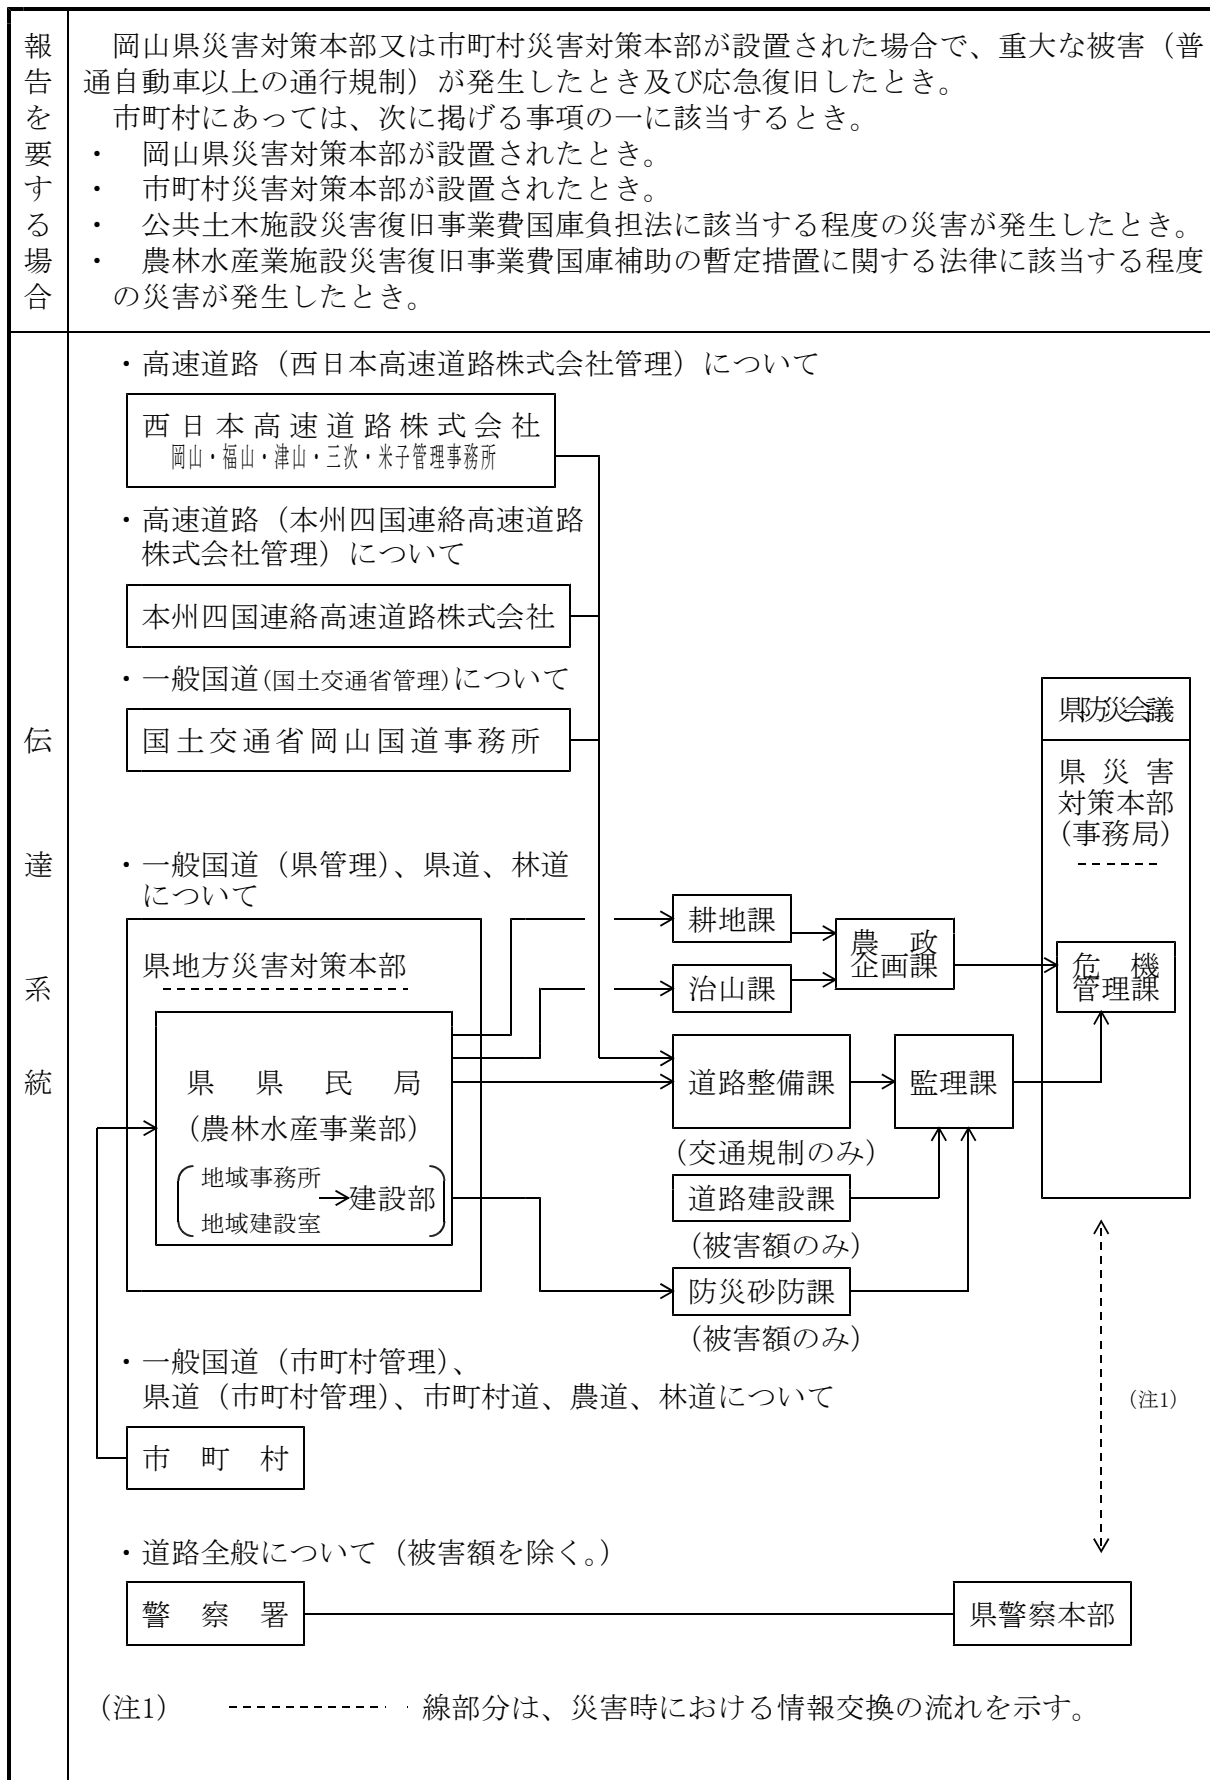 報告を要する場合
　岡山県災害対策本部又は市町村災害対策本部が設置された場合で、重大な被害（普
通自動車以上の通行規制）が発生したとき及び応急復旧したとき。
　市町村にあっては、次に掲げる事項の一に該当するとき。
・　岡山県災害対策本部が設置されたとき。
・　市町村災害対策本部が設置されたとき。
・　公共土木施設災害復旧事業費国庫負担法に該当する程度の災害が発生したとき。
・　農林水産業施設災害復旧事業費国庫補助の暫定措置に関する法律に該当する程度
の災害が発生したとき。
伝達系統
・高速道路（西日本高速道路株式会社管理）について
西日本高速道路株式会社
岡山・福山・津山・三次・米子管理事務所
・高速道路（本州四国連絡高速道路
株式会社管理）について
本州四国連絡高速道路株式会社
・一般国道(国土交通省管理)について
国土交通省岡山国道事務所
県防災会議
県災害
対策本部
（事務局）
・一般国道（県管理）、県道、林道
について
県地方災害対策本部
県県民局
（農林水産事業部）
地域事務所
地域建設室
建設部
耕地課
治山課
農政
企画課
危機
管理課
道路整備課
監理課
（交通規制のみ）
道路建設課
（被害額のみ）
防災砂防課
（被害額のみ）
・一般国道（市町村管理）、
県道（市町村管理）、市町村道、農道、林道について
市町村
（注1）
・道路全般について（被害額を除く。）
警察署
県警察本部
（注1）　線部分は、災害時における情報交換の流れを示す。